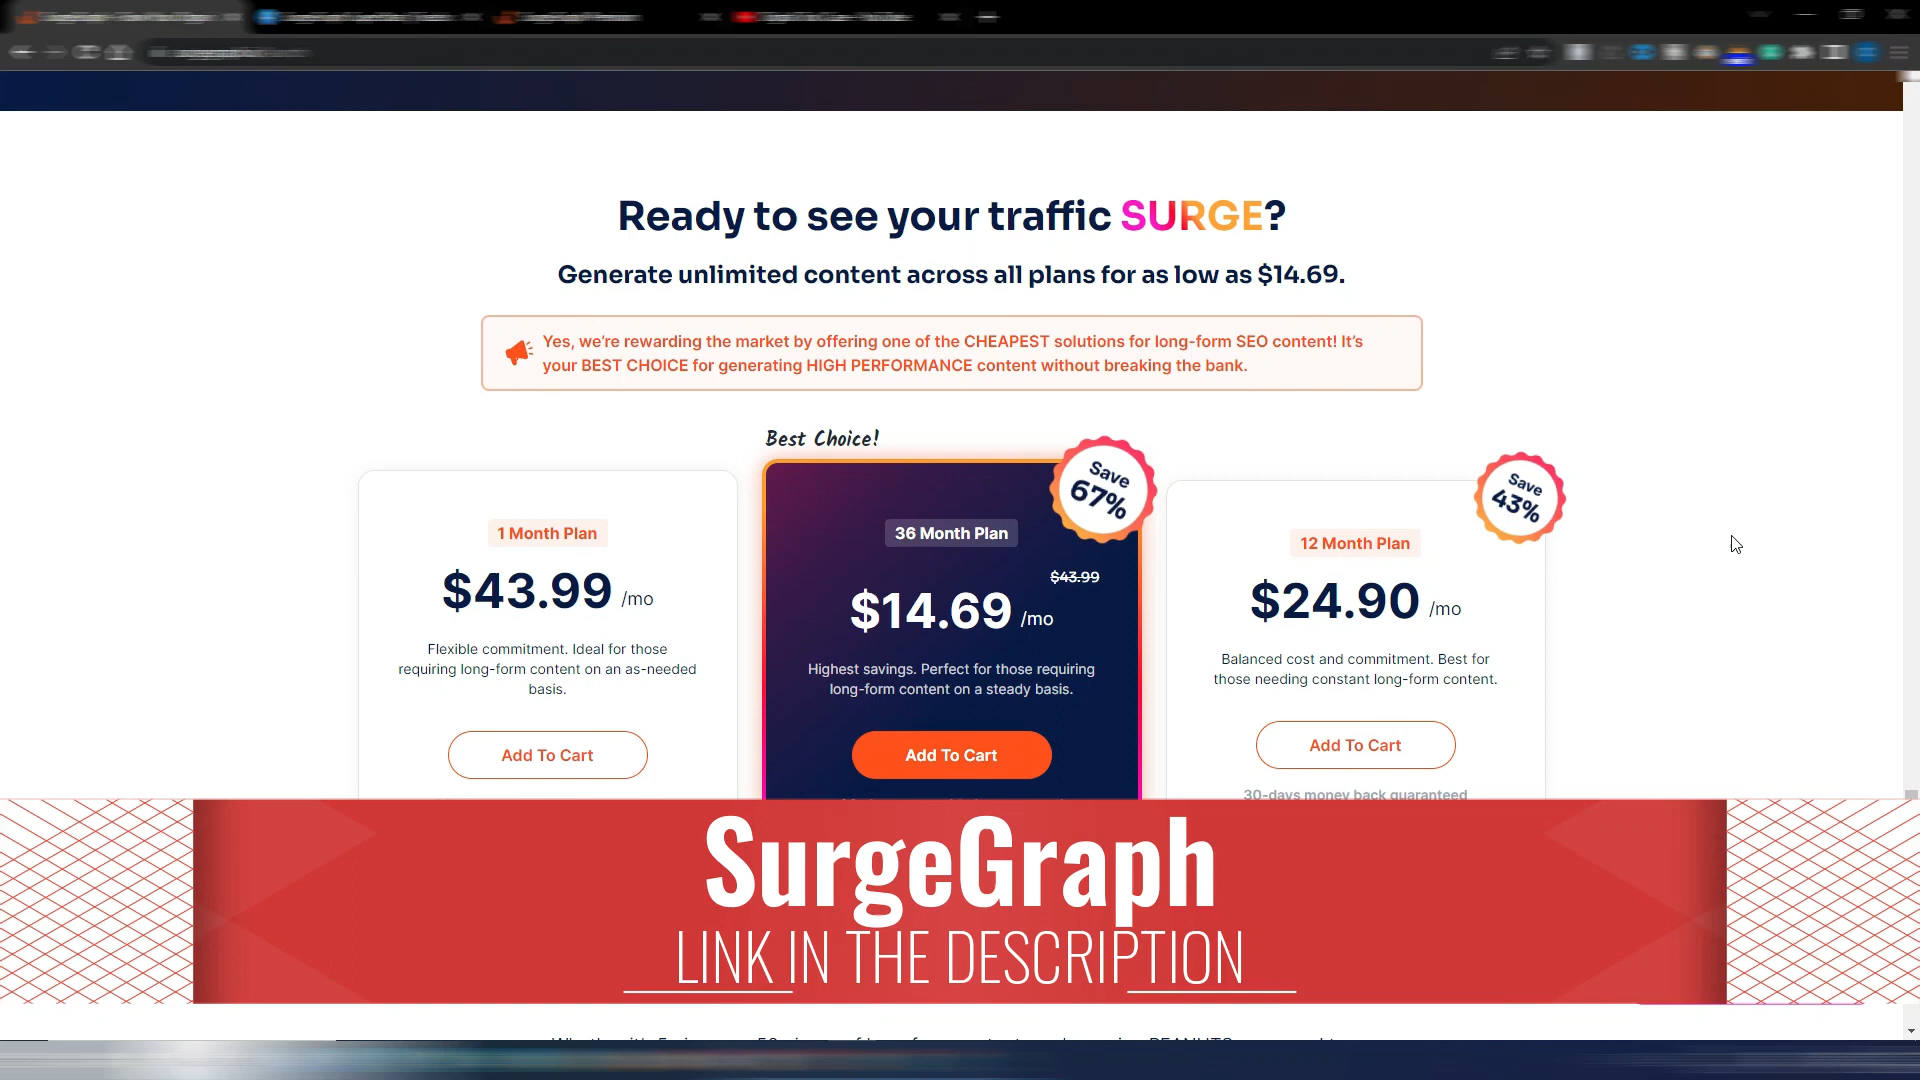 Ready to see your traffic SURGE?
Generate unlimited content across all plans for as low as $14.69.
Yes, we're rewarding the market by offering one of the CHEAPEST solutions for long-form SEO content! It's
your BEST CHOICE for generating HIGH PERFORMANCE content without breaking the bank.
Best Choice!
1 Month Plan
$43.99 /mo
Flexible commitment. Ideal for those
requiring long-form content on an as-needed
basis.
Add To Cart
Save
67%
36 Month Plan
$43.99
$14.69 /mo
Highest savings. Perfect for those requiring
long-form content on a steady basis.
Add To Cart
Save
43%
12 Month Plan
$24.90 /mo
Balanced cost and commitment. Best for
those needing constant long-form content.
Add To Cart
30-days money back guaranteed
SurgeGraph
LINK IN THE DESCRIPTION